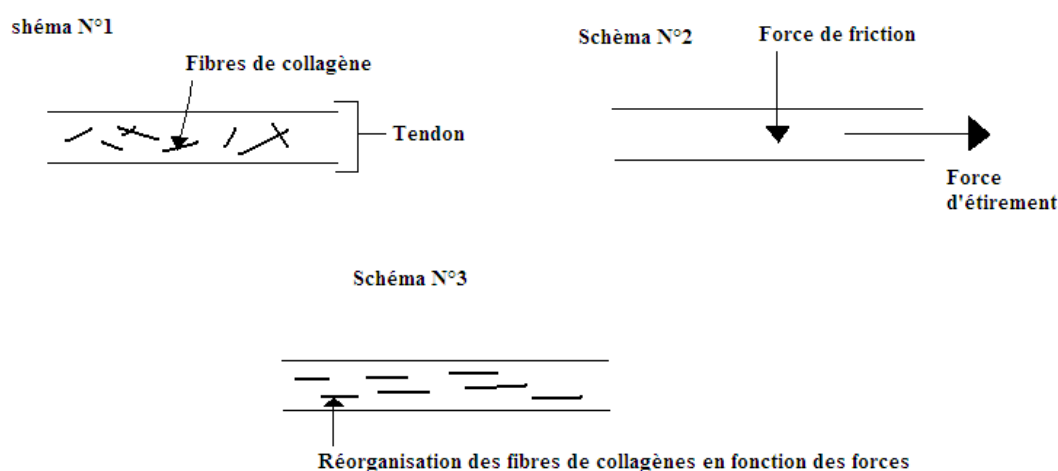 shéma N°1
Fibres de collagène
Tendon
Schèma N°2
Force de friction
Force
d'étirement
Schéma N°3
Réorganisation des fibres de collagènes en fonction des forces